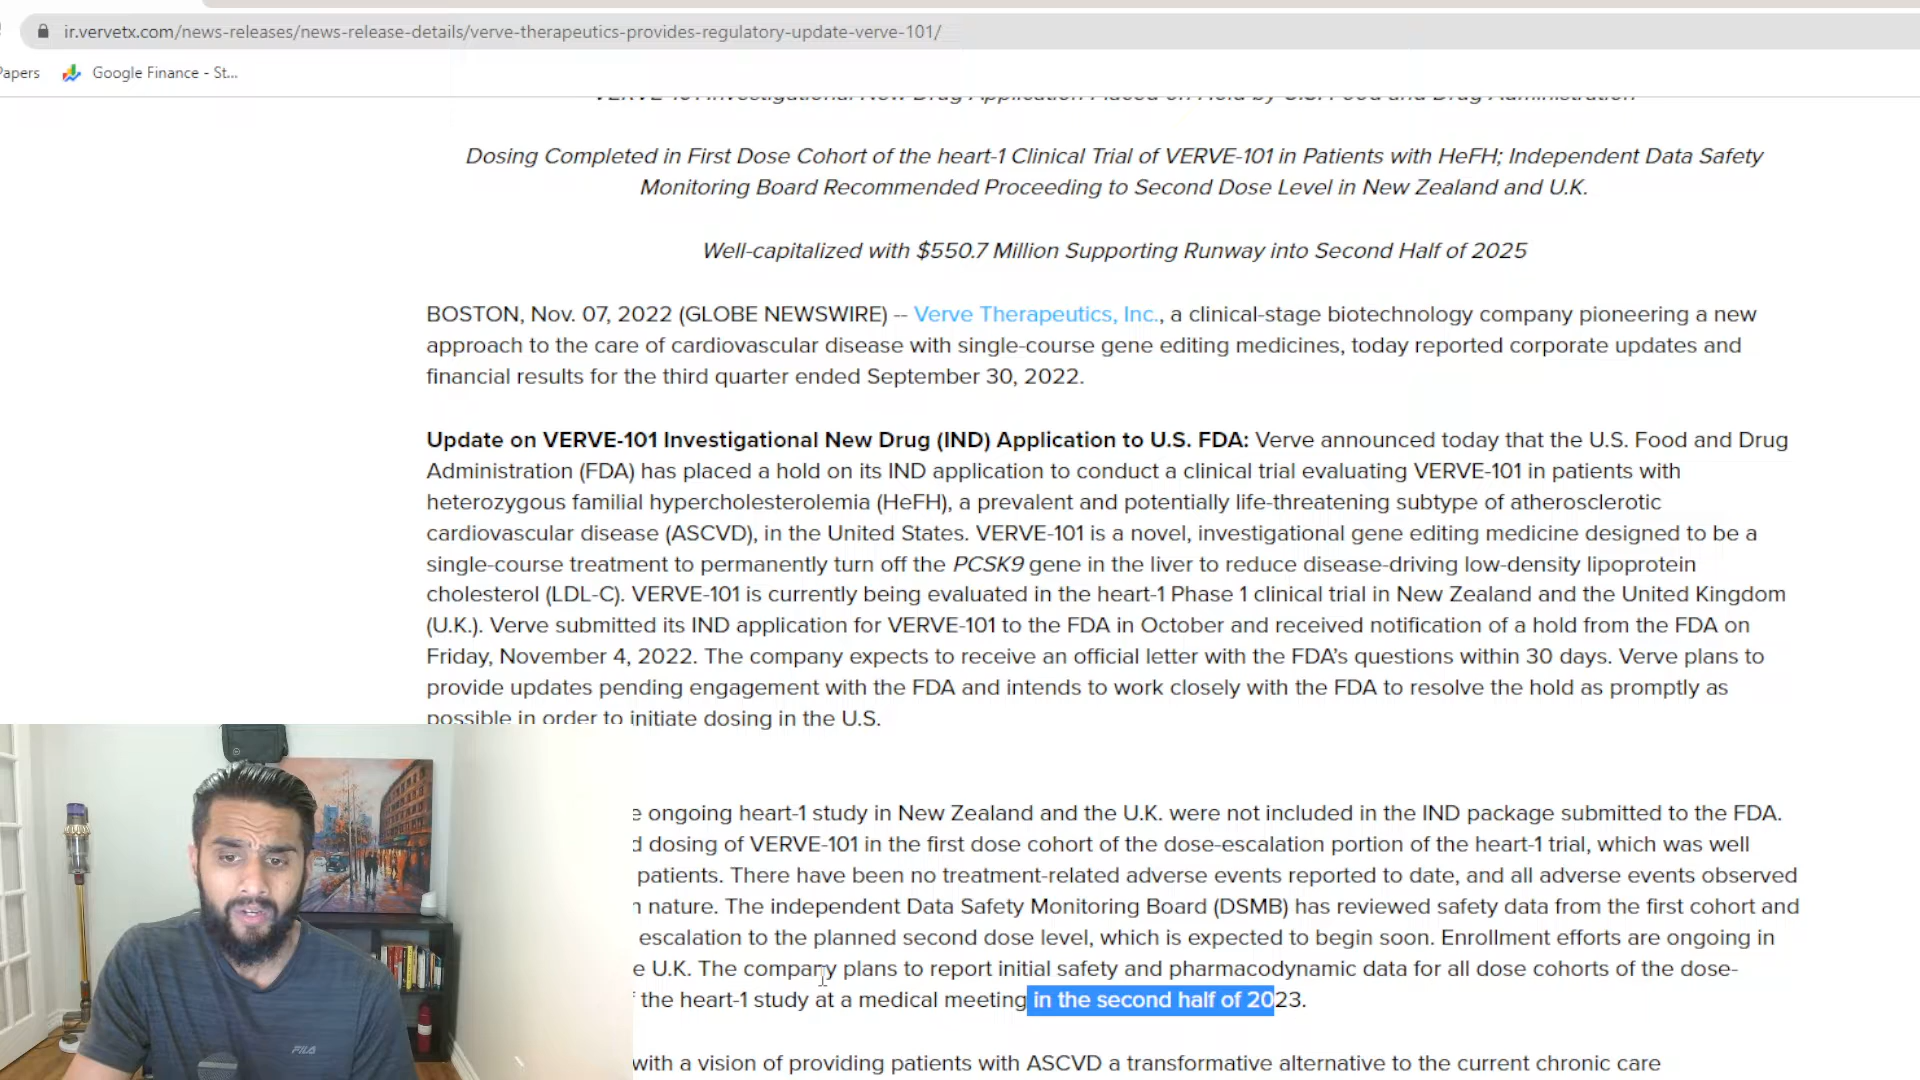 ir.vervetx.com/news-releases/news-release-details/verve-therapeutics-provides-regulatory-update-verve-101/
Papers Google Finance - St...
VERVE-101 Investigational New Drug Application Placed on Hold by U.S. Food and Drug Administration
Dosing Completed in First Dose Cohort of the heart-1 Clinical Trial of VERVE-101 in Patients with HeFH; Independent Data Safety
Monitoring Board Recommended Proceeding to Second Dose Level in New Zealand and U.K.
Well-capitalized with $550.7 Million Supporting Runway into Second Half of 2025
BOSTON, Nov. 07, 2022 (GLOBE NEWSWIRE) -- Verve Therapeutics, Inc., a clinical-stage biotechnology company pioneering a new
approach to the care of cardiovascular disease with single-course gene editing medicines, today reported corporate updates and
financial results for the third quarter ended September 30, 2022.
Update on VERVE-101 Investigational New Drug (IND) Application to U.S. FDA: Verve announced today that the U.S. Food and Drug
Administration (FDA) has placed a hold on its IND application to conduct a clinical trial evaluating VERVE-101 in patients with
heterozygous familial hypercholesterolemia (HeFH), a prevalent and potentially life-threatening subtype of atherosclerotic
cardiovascular disease (ASCVD), in the United States. VERVE-101 is a novel, investigational gene editing medicine designed to be a
single-course treatment to permanently turn off the PCSK9 gene in the liver to reduce disease-driving low-density lipoprotein
cholesterol (LDL-C). VERVE-101 is currently being evaluated in the heart-1 Phase 1 clinical trial in New Zealand and the United Kingdom
(U.K.). Verve submitted its IND application for VERVE-101 to the FDA in October and received notification of a hold from the FDA on
Friday, November 4, 2022. The company expects to receive an official letter with the FDA's questions within 30 days. Verve plans to
provide updates pending engagement with the FDA and intends to work closely with the FDA to resolve the hold as promptly as
possible in order to initiate dosing in the U.S.
e ongoing heart-1 study in New Zealand and the U.K. were not included in the IND package submitted to the FDA.
d dosing of VERVE-101 in the first dose cohort of the dose-escalation portion of the heart-1 trial, which was well
patients. There have been no treatment-related adverse events reported to date, and all adverse events observed
n nature. The independent Data Safety Monitoring Board (DSMB) has reviewed safety data from the first cohort and
escalation to the planned second dose level, which is expected to begin soon. Enrollment efforts are ongoing in
e U.K. The company plans to report initial safety and pharmacodynamic data for all dose cohorts of the dose-
f the heart-1 study at a medical meeting in the second half of 2023.
with a vision of providing patients with ASCVD a transformative alternative to the current chronic care
FILA